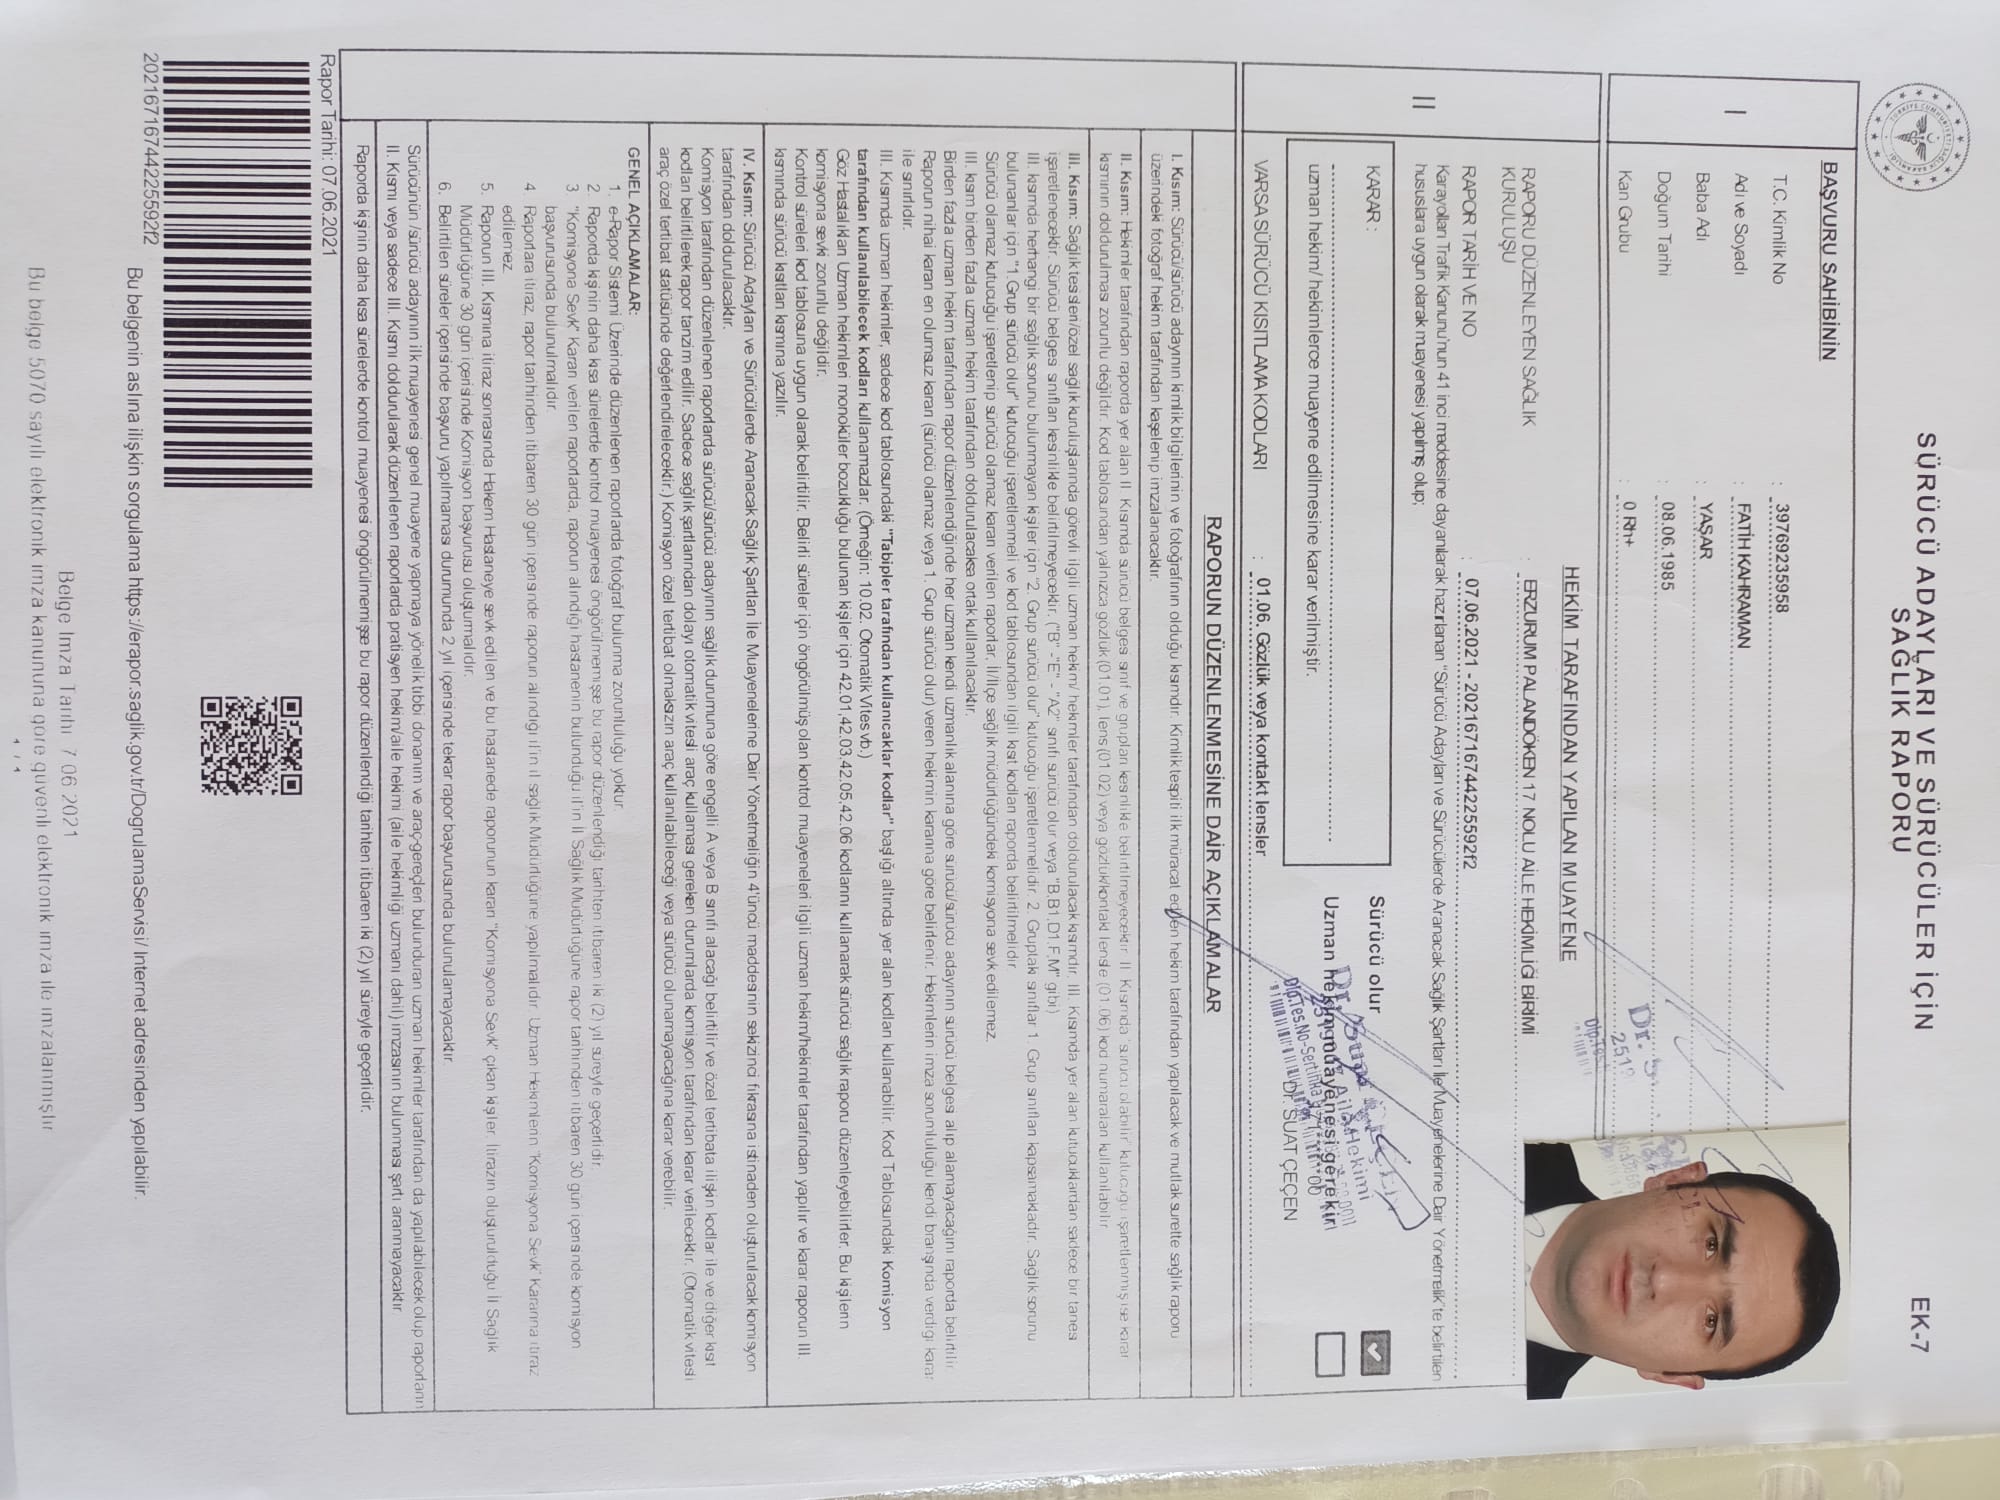 SÜRÜCÜ ADAYLARI VE SÜRÜCÜLER İÇİN
SAĞLIK RAPORU
EK-7
BAŞVURU SAHİBİNİN
I
T.C. Kimlik No : 39769235958
Adı ve Soyadı : FATİH KAHRAMAN
Baba Adı : YAŞAR
Doğum Tarihi : 08.06.1985
Kan Grubu : 0 Rh+
HEKİM TARAFINDAN YAPILAN MUAYENE
RAPORU DÜZENLEYEN SAĞLIK KURULUŞU : ERZURUM PALANDÖKEN 17 NOLU AİLE HEKİMLİĞİ BİRİMİ
RAPOR TARİH VE NO : 07.06.2021 - 20216716744225592f2
Karayolları Trafik Kanunu'nun 41 inci maddesine dayanılarak hazırlanan "Sürücü Adayları ve Sürücülerde Aranacak Sağlık Şartları İle Muayenelerine Dair Yönetmelik"te belirtilen
hususlara uygun olarak muayenesi yapılmış olup;
II
KARAR :
Sürücü olur
uzman hekim/ hekimlerce muayene edilmesine karar verilmiştir.
Uzman hekim muayenesi gerekir
Dr. SUAT ÇEÇEN
VARSA SÜRÜCÜ KISITLAMA KODLARI : 01.06. Gözlük veya kontakt lensler
RAPORUN DÜZENLENMESİNE DAİR AÇIKLAMALAR
I. Kısım: Sürücü/sürücü adayının kimlik bilgilerinin ve fotoğrafının olduğu kısımdır. Kimlik tespiti ilk müracat edilen hekim tarafından yapılacak ve mutlak surette sağlık raporu
üzerindeki fotoğraf hekim tarafından kaşelenip imzalanacaktır.
II. Kısım: Hekimler tarafından raporda yer alan II. Kısımda sürücü belgesi sınıf ve grupları kesinlikle belirtilmeyecektir. II. Kısımda "sürücü olabilir" kutucuğu işaretlenmiş ise karar
kısmının doldurulması zorunlu değildir. Kod tablosundan yalnızca gözlük (01.01), lens (01.02) veya gözlük/kontakt lensle (01.06) kod numaraları kullanılabilir.
III. Kısım: Sağlık tesisleri/özel sağlık kuruluşlarında görevli ilgili uzman hekim/ hekimler tarafından doldurulacak kısımdır. III. Kısımda yer alan kutucuklardan sadece bir tanesi
işaretlenecektir. Sürücü belges sınıfları kesinlikle belirtilmeyecektir. ("B" -"E" - "A2" sınıfı sürücü olur veya "B,B1,D1,F,M" gibi)
III. kısımda herhangi bir sağlık sorunu bulunmayan kişiler için "2. Grup sürücü olur" kutucuğu işaretlenmelidir. 2. Gruptaki sınıflar 1. Grup sınıfları kapsamaktadır. Sağlık sorunu
bulunanlar için "1. Grup sürücü olur" kutucuğu işaretlenmeli ve kod tablosundan ilgili kısıt kodları raporda belirtilmelidir
Sürücü olamaz kutucuğu işaretlenip sürücü olamaz kararı verilen raporlar, İl/İlçe sağlık müdürlüğündeki komisyona sevk edilemez.
III. kısım birden fazla uzman hekim tarafından doldurulacaksa ortak kullanılacaktır.
Birden fazla uzman hekim tarafından rapor düzenlendiğinde her uzman kendi uzmanlık alanına göre sürücü/sürücü adayının sürücü belgesi alıp alamayacağını raporda belirtilir.
Raporun nihai kararı en olumsuz kararı (sürücü olamaz veya 1. Grup sürücü olur) veren hekimin kararına göre belirlenir. Hekimlerin imza sorumluluğu kendi branşında verdiği karar
ile sınırlıdır.
III. Kısımda uzman hekimler, sadece kod tablosundaki "Tabipler tarafından kullanılacaklar kodlar" başlığı altında yer alan kodları kullanabilir. Kod Tablosundaki Komisyon
tarafından kullanılabilecek kodları kullanamazlar. (Örneğin: 10.02. Otomatik Vites vb.)
Göz Hastalıkları Uzman hekimleri monoküler bozukluğu bulunan kişiler için 42.01,42.03,42.05,42.06 kodlarını kullanarak sürücü sağlık raporu düzenleyebilirler. Bu kişilerin
komisyona sevki zorunlu değildir.
Kontrol süreleri kod tablosuna uygun olarak belirtilir. Belirli süreler için öngörülmüş olan kontrol muayeneleri ilgili uzman hekim/hekimler tarafından yapılır ve karar raporun III.
kısmında sürücü kısıtları kısmına yazılır.
IV. Kısım: Sürücü Adayları ve Sürücülerde Aranacak Sağlık Şartları İle Muayenelerine Dair Yönetmeliğin 4'üncü maddesinin sekizinci fıkrasına istinaden oluşturulacak komisyon
tarafından doldurulacaktır.
Komisyon tarafından düzenlenen raporlarda sürücü/sürücü adayının sağlık durumuna göre engelli A veya B sınıfı alacağı belirtilir ve özel tertibata ilişkin kodlar ile ve diğer kısıt
kodları belirtilerek rapor tanzim edilir. Sadece sağlık şartlarından dolayı otomatik vitesli araç kullaması gereken durumlarda komisyon tarafından karar verilecektir. (Otomatik vitesli
araç özel tertibat statüsünde değerlendirelecektir.) Komisyon özel tertibat olmaksızın araç kullanılabileceği veya sürücü olunamayacağına karar verebilir.
GENEL AÇIKLAMALAR:
1. e-Rapor Sistemi Üzerinde düzenlenen raporlarda fotoğraf bulunma zorunluluğu yoktur.
2. Raporda kişinin daha kısa sürelerde kontrol muayenesi öngörülmemişse bu rapor düzenlendiği tarihten itibaren iki (2) yıl süreyle geçerlidir.
3. "Komisyona Sevk" Kararı verilen raporlarda, raporun alındığı hastanenin bulunduğu il'in İl Sağlık Müdürlüğüne rapor tarihinden itibaren 30 gün içerisinde komisyon
başvurusunda bulunulmalıdır.
4. Raporlara itiraz, rapor tarihinden itibaren 30 gün içerisinde raporun alındığı il'in il sağlık Müdürlüğüne yapılmalıdır. Uzman Hekimlerin "Komisyona Sevk" Kararına itiraz
edilemez.
5. Raporun III. Kısmına itiraz sonrasında Hakem Hastaneye sevk edilen ve bu hastanede raporunun kararı "Komisyona Sevk" çıkan kişiler, İtirazın oluşturulduğu İl Sağlık
Müdürlüğüne 30 gün içerisinde Komisyon başvurusu oluşturmalıdır.
6. Belirtilen süreler içerisinde başvuru yapılmaması durumunda 2 yıl içerisinde tekrar rapor başvurusunda bulunulamayacaktır.
Sürücünün /sürücü adayının ilk muayenesi genel muayene yapmaya yönelik tıbbi donanım ve araç-gereçleri bulunduran uzman hekimler tarafından da yapılabilecek olup raporların
II. Kısmı veya sadece III. Kısmı doldurularak düzenlenen raporlarda pratisyen hekim/aile hekimi (aile hekimliği uzmanı dahil) imzasının bulunması şartı aranmayacaktır.
Raporda kişinin daha kısa sürelerde kontrol muayenesi öngörülmemişse bu rapor düzenlendiği tarihten itibaren iki (2) yıl süreyle geçerlidir.
Rapor Tarihi: 07.06.2021
20216716744225592f2
Bu belgenin aslına ilişkin sorgulama https://erapor.saglik.gov.tr/DogrulamaServisi/ Internet adresinden yapılabilir.
Belge İmza Tarihi 7 06 2021
Bu belge 5070 sayılı elektronik imza kanununa göre güvenli elektronik imza ile imzalanmıştır
1 / 1